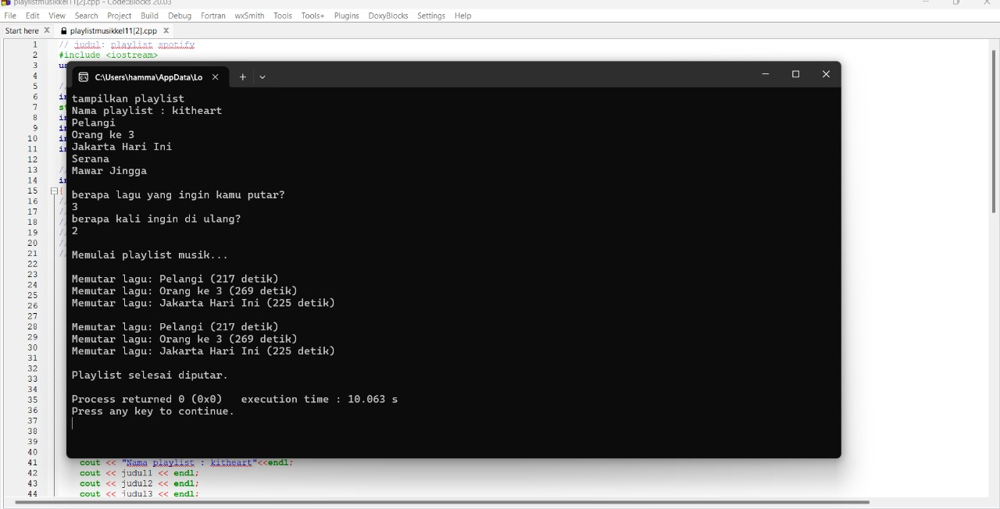 playlistmusikkel11[2].cpp - Code::Blocks 20.03
File Edit View Search Project Build Debug Fortran wxSmith Tools Tools+ Plugins DoxyBlocks Settings Help
Start here playlistmusikkel11[2].cpp
1 // judul: playlist spotify
2 #include <iostream>
3 us
4
5 //
6 in
7 st
8 in
9 in
10 in
11 in
12
13 //
14 in
15 {
16 //
17 //
18 //
19 //
20 //
21 //
22
23
24
25
26
27
28
29
30
31
32
33
34
35
36
37
38
39
40
41 cout << "Nama playlist : kitheart"<<endl;
42 cout << judul1 << endl;
43 cout << judul2 << endl;
44 cout << judul3 << endl;
C:\Users\hamma\AppData\Lo
tampilkan playlist
Nama playlist : kitheart
Pelangi
Orang ke 3
Jakarta Hari Ini
Serana
Mawar Jingga
berapa lagu yang ingin kamu putar?
3
berapa kali ingin di ulang?
2
Memulai playlist musik...
Memutar lagu: Pelangi (217 detik)
Memutar lagu: Orang ke 3 (269 detik)
Memutar lagu: Jakarta Hari Ini (225 detik)
Memutar lagu: Pelangi (217 detik)
Memutar lagu: Orang ke 3 (269 detik)
Memutar lagu: Jakarta Hari Ini (225 detik)
Playlist selesai diputar.
Process returned 0 (0x0) execution time : 10.063 s
Press any key to continue.